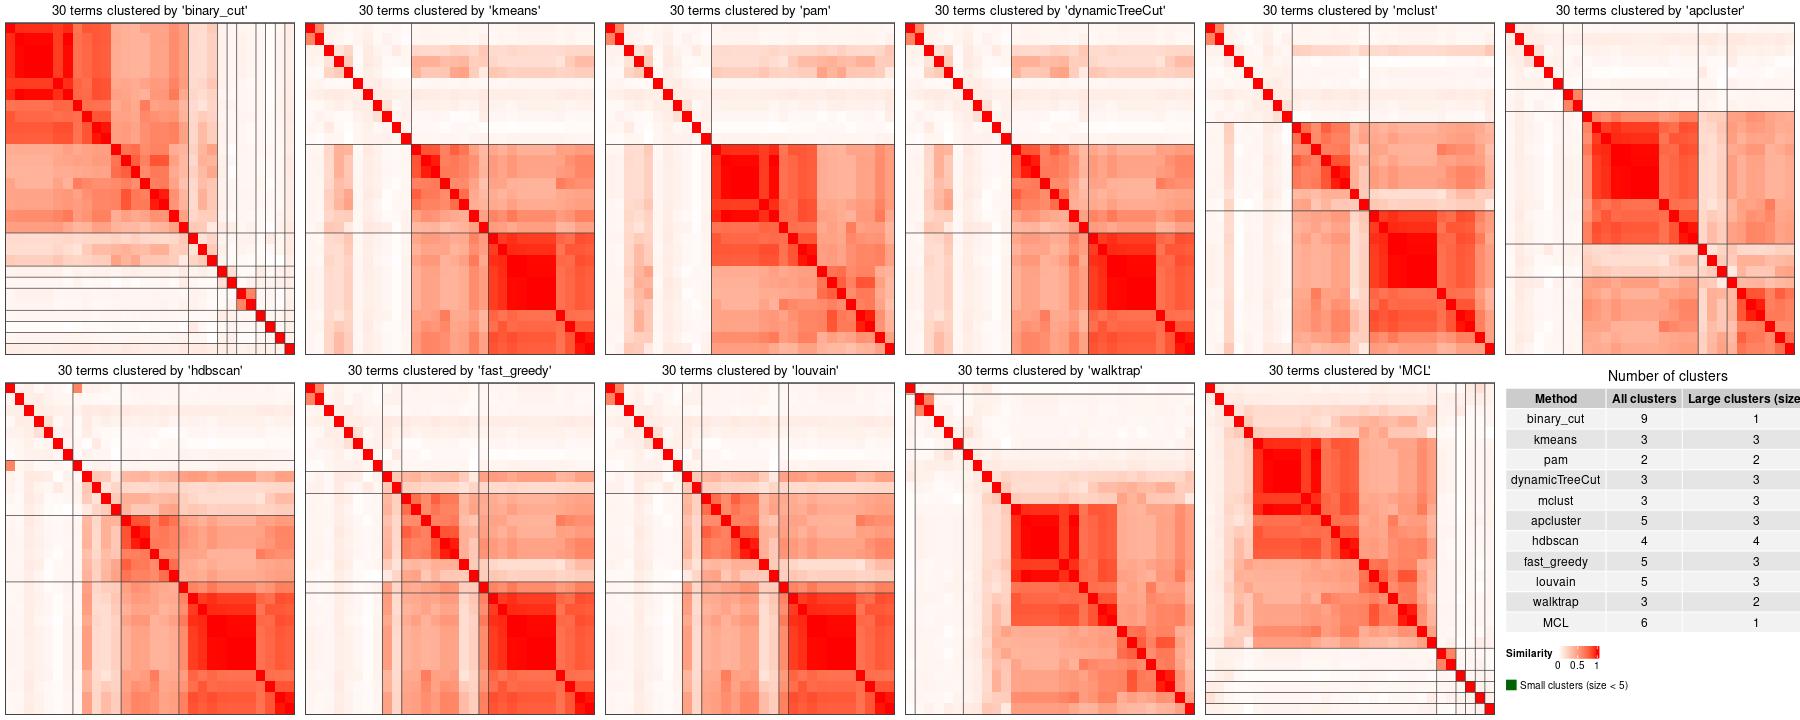 30 terms clustered by 'binary_cut'
30 terms clustered by 'kmeans'
30 terms clustered by 'pam'
30 terms clustered by 'dynamicTreeCut'
30 terms clustered by 'mclust'
30 terms clustered by 'apcluster'
30 terms clustered by 'hdbscan'
30 terms clustered by 'fast_greedy'
30 terms clustered by 'louvain'
30 terms clustered by 'walktrap'
30 terms clustered by 'MCL'
Number of clusters
Method All clusters Large clusters (size
binary_cut 9 1
kmeans 3 3
pam 2 2
dynamicTreeCut 3 3
mclust 3 3
apcluster 5 3
hdbscan 4 4
fast_greedy 5 3
louvain 5 3
walktrap 3 2
MCL 6 1
Similarity
0 0.5 1
Small clusters (size < 5)